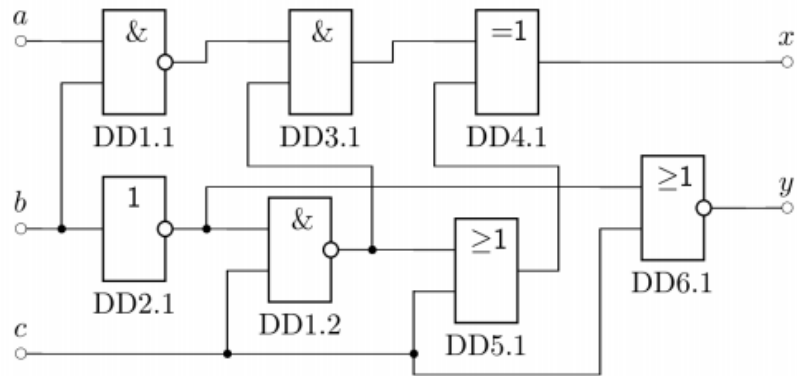 a
&
&
=1
x
DD1.1
DD3.1
DD4.1
b
1
&
≥1
≥1
y
DD2.1
DD1.2
DD5.1
DD6.1
c